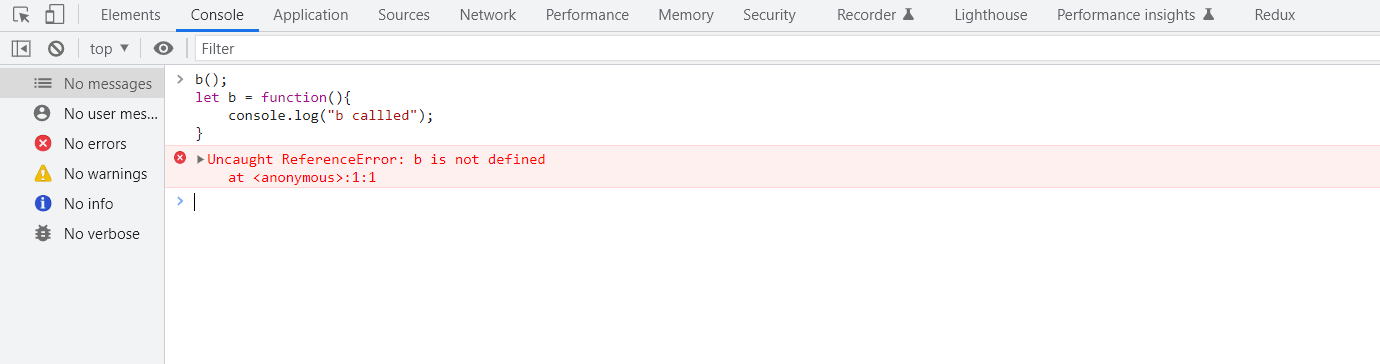 Elements Console Application Sources Network Performance Memory Security Recorder Lighthouse Performance insights Redux
top Filter
No messages
No user mes...
No errors
No warnings
No info
No verbose
b();
let b = function(){
    console.log("b callled");
}
Uncaught ReferenceError: b is not defined
    at <anonymous>:1:1